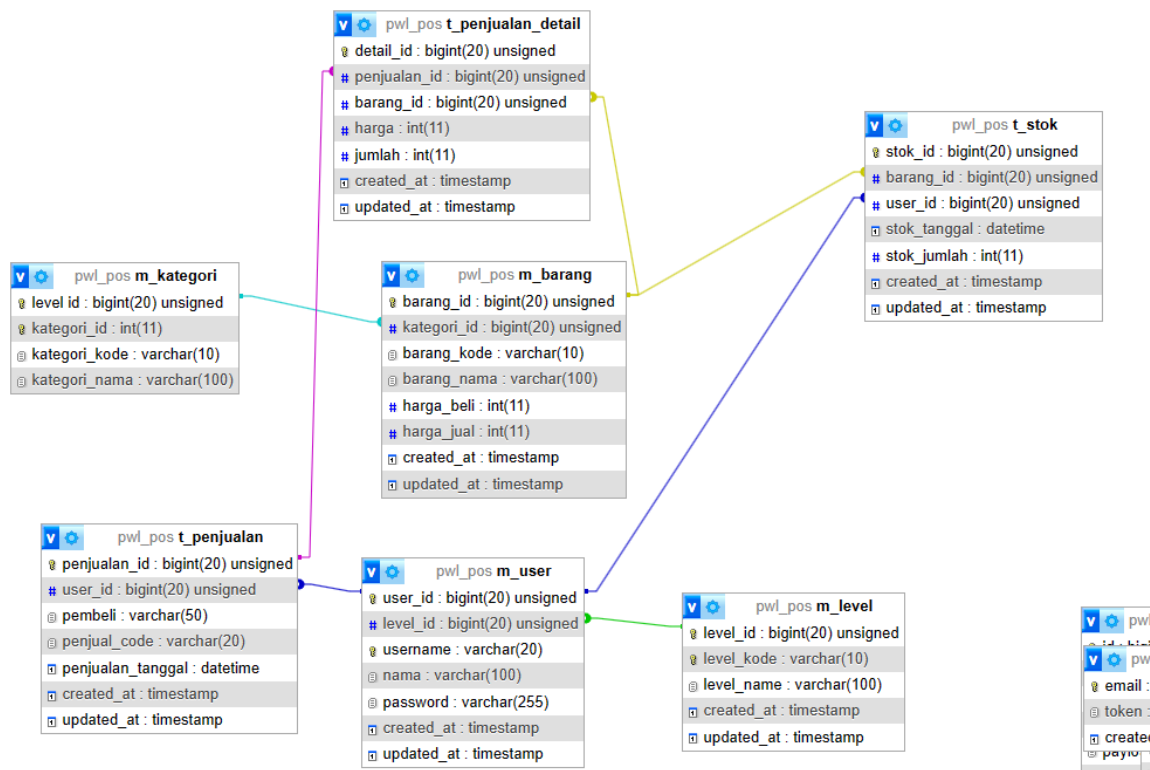 pwl_pos t_penjualan_detail
detail_id : bigint(20) unsigned
penjualan_id : bigint(20) unsigned
barang_id : bigint(20) unsigned
harga : int(11)
jumlah : int(11)
created_at : timestamp
updated_at : timestamp
pwl_pos t_stok
stok_id : bigint(20) unsigned
barang_id : bigint(20) unsigned
user_id : bigint(20) unsigned
stok_tanggal : datetime
stok_jumlah : int(11)
created_at : timestamp
updated_at : timestamp
pwl_pos m_kategori
level id : bigint(20) unsigned
kategori_id : int(11)
kategori_kode : varchar(10)
kategori_nama : varchar(100)
pwl_pos m_barang
barang_id : bigint(20) unsigned
kategori_id : bigint(20) unsigned
barang_kode : varchar(10)
barang_nama : varchar(100)
harga_beli : int(11)
harga_jual : int(11)
created_at : timestamp
updated_at : timestamp
pwl_pos t_penjualan
penjualan_id : bigint(20) unsigned
user_id : bigint(20) unsigned
pembeli : varchar(50)
penjual_code : varchar(20)
penjualan_tanggal : datetime
created_at : timestamp
updated_at : timestamp
pwl_pos m_user
user_id : bigint(20) unsigned
level_id : bigint(20) unsigned
username : varchar(20)
nama : varchar(100)
password : varchar(255)
created_at : timestamp
updated_at : timestamp
pwl_pos m_level
level_id : bigint(20) unsigned
level_kode : varchar(10)
level_name : varchar(100)
created_at : timestamp
updated_at : timestamp
email :
token :